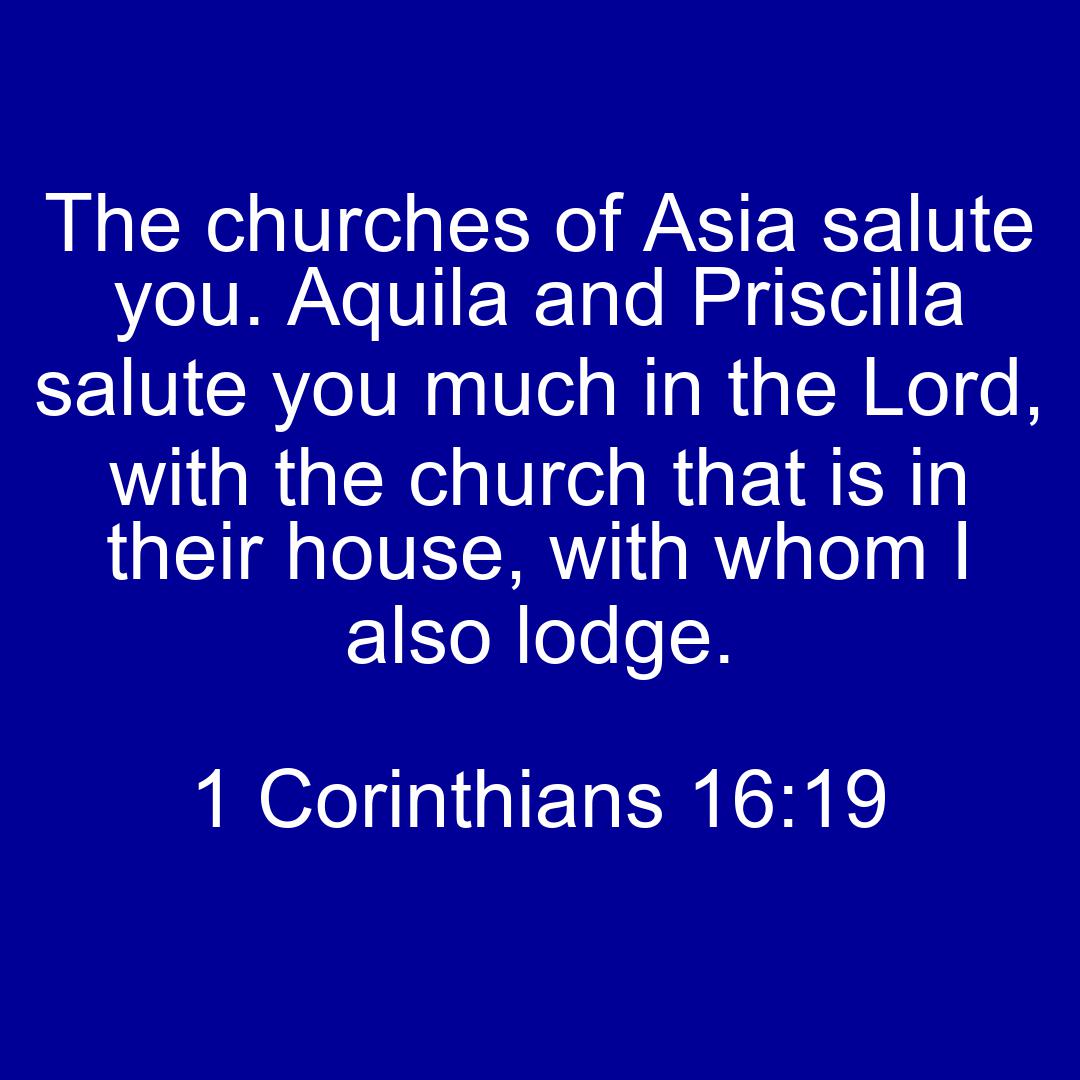 The churches of Asia salute
you. Aquila and Priscilla
salute you much in the Lord,
with the church that is in
their house, with whom I
also lodge.
1 Corinthians 16:19